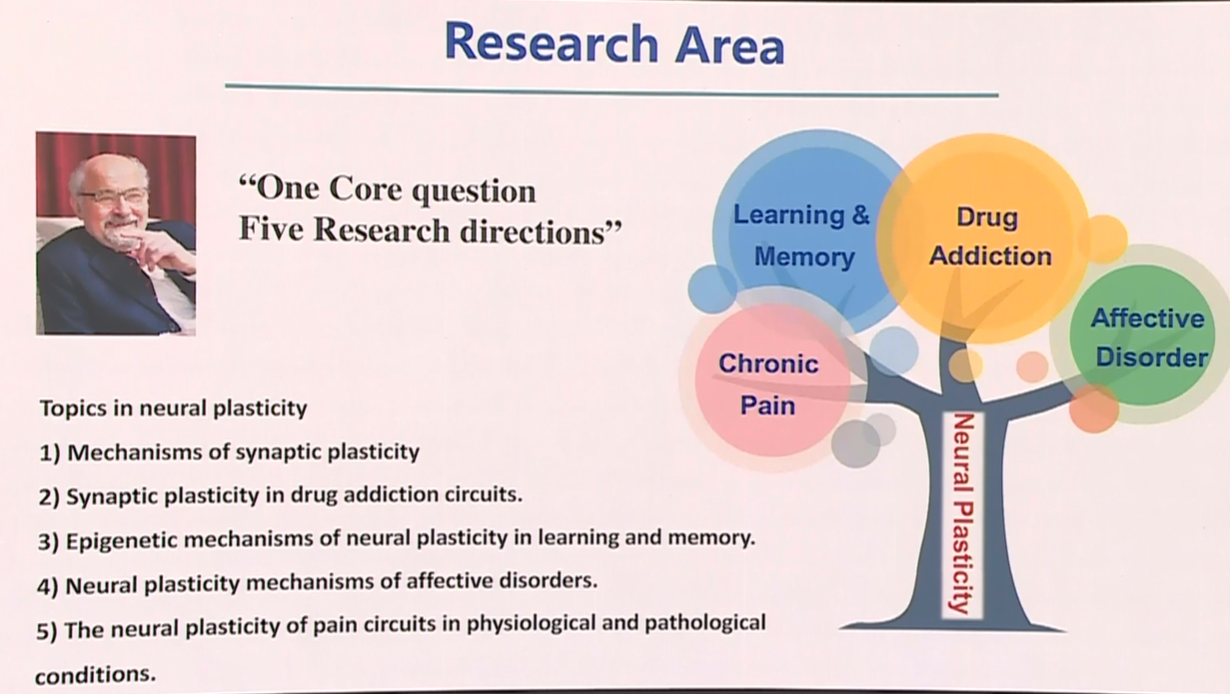 Research Area
“One Core question
Five Research directions”
Learning &
Memory
Drug
Addiction
Affective
Disorder
Chronic
Pain
Neural Plasticity
Topics in neural plasticity
1) Mechanisms of synaptic plasticity
2) Synaptic plasticity in drug addiction circuits.
3) Epigenetic mechanisms of neural plasticity in learning and memory.
4) Neural plasticity mechanisms of affective disorders.
5) The neural plasticity of pain circuits in physiological and pathological
conditions.